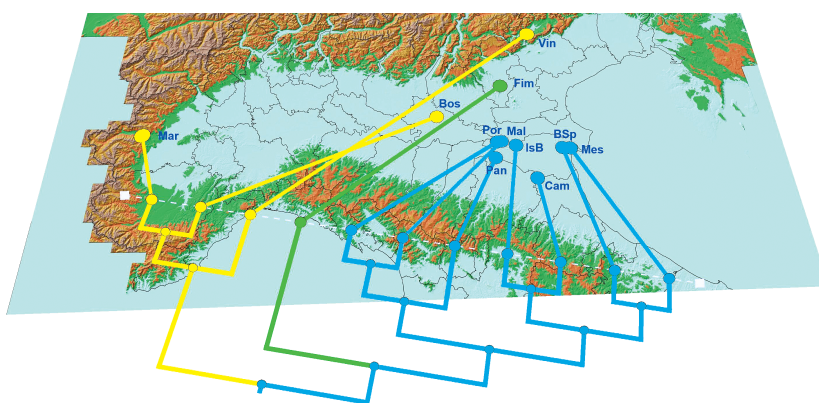 Vin
Fim
Bos
Mar
Por Mal
BSp
IsB
Mes
Pan
Cam